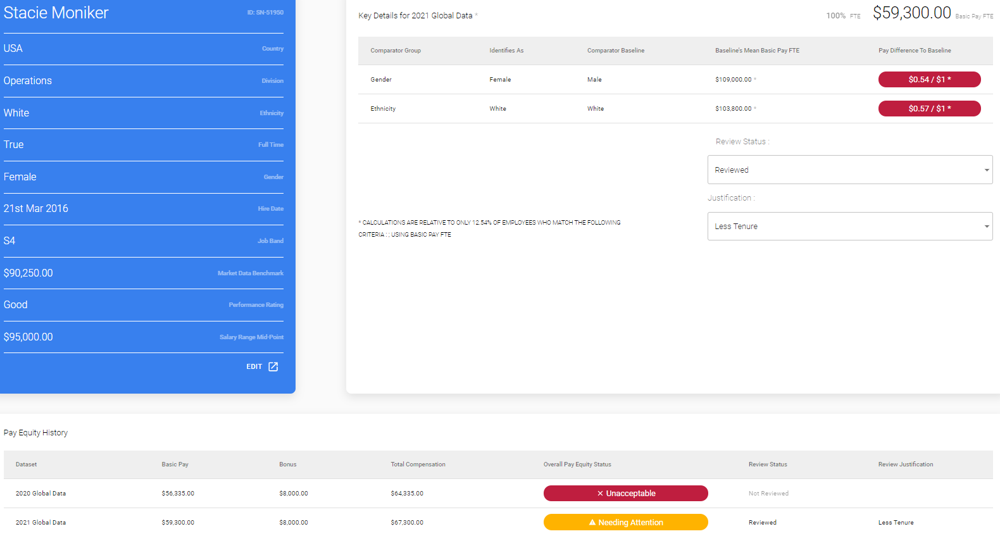 Stacie Moniker ID: SN-51950
USA Country
Operations Division
White Ethnicity
True Full Time
Female Gender
21st Mar 2016 Hire Date
S4 Job Band
$90,250.00 Market Data Benchmark
Good Performance Rating
$95,000.00 Salary Range Mid-Point
EDIT
Key Details for 2021 Global Data * 100% FTE $59,300.00 Basic Pay FTE
Comparator Group Identifies As Comparator Baseline Baseline's Mean Basic Pay FTE Pay Difference To Baseline
Gender Female Male $109,000.00 * $0.54 / $1 *
Ethnicity White White $103,800.00 * $0.57 / $1 *
Review Status :
Reviewed
Justification :
Less Tenure
* CALCULATIONS ARE RELATIVE TO ONLY 12.54% OF EMPLOYEES WHO MATCH THE FOLLOWING
CRITERIA : ; USING BASIC PAY FTE
Pay Equity History
Dataset Basic Pay Bonus Total Compensation Overall Pay Equity Status Review Status Review Justification
2020 Global Data $56,335.00 $8,000.00 $64,335.00 Unacceptable Not Reviewed
2021 Global Data $59,300.00 $8,000.00 $67,300.00 Needing Attention Reviewed Less Tenure